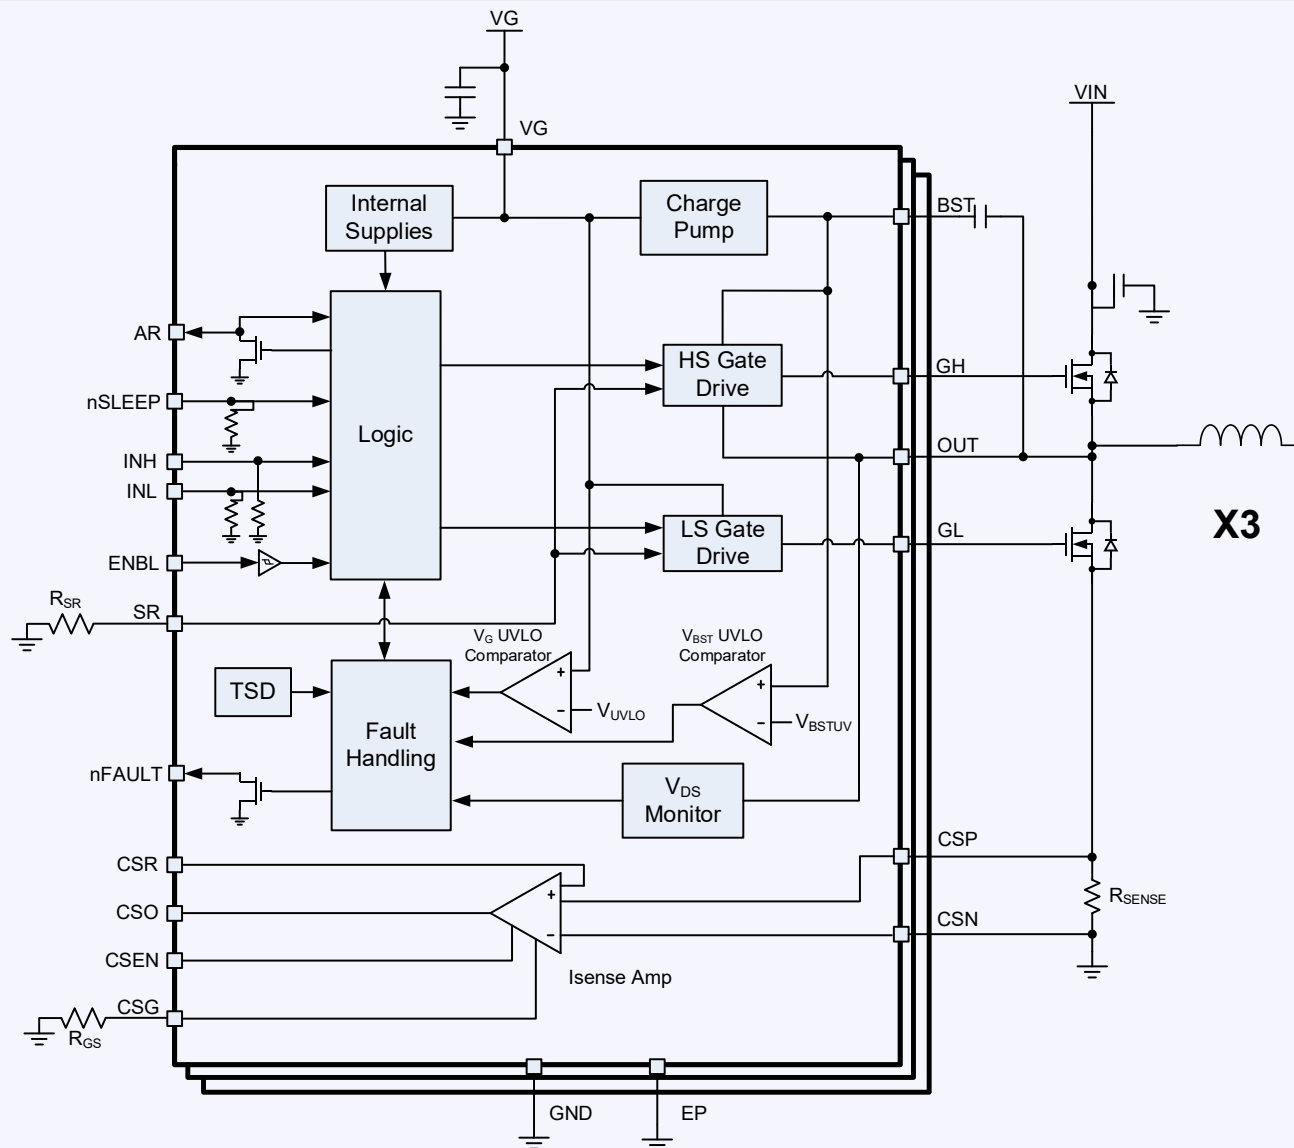 VG
VIN
VG
Internal
Supplies
Charge
Pump
BST
AR
HS Gate
Drive
GH
nSLEEP
Logic
OUT
INH
INL
LS Gate
Drive
GL
X3
ENBL
RSR
SR
VG UVLO
Comparator
VBST UVLO
Comparator
+
+
TSD
–
VUVLO
–
VBSTUV
Fault
Handling
nFAULT
VDS
Monitor
CSP
CSR
+
RSENSE
CSO
CSN
–
CSEN
Isense Amp
CSG
RGS
GND
EP